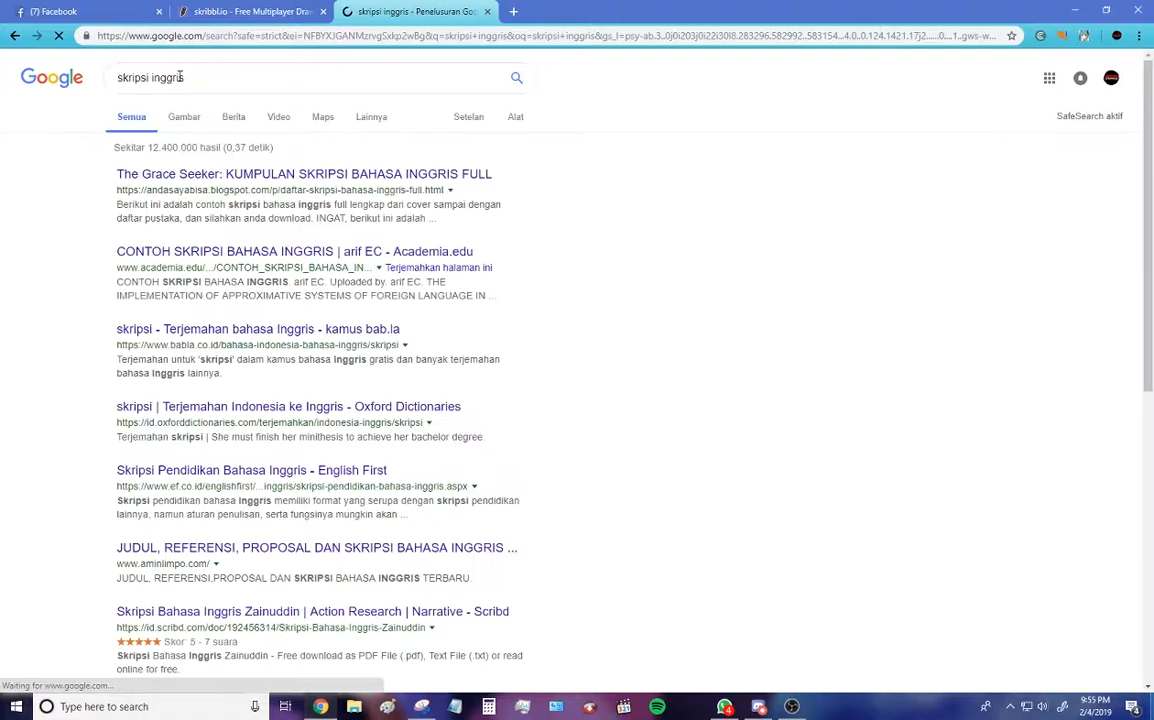 (1) Facebook
skribblio - Free Multiplayer Draw
skripsi inggris - Penelusuran Goo
https://www.google.com/search?safe=strict&ei=NFBYXJGANMzrvgSxkp2wBg&q=skripsi+inggris&oq=skripsi+inggris&gs_l=psy-ab.3..0j0i203j0i22i30l8.283296.582992..583154...4.0..0.124.1421.17j2......0....1..gws-w...
Google
skripsi inggris
Semua Gambar Berita Video Maps Lainnya Setelan Alat
SafeSearch aktif
Sekitar 12.400.000 hasil (0,37 detik)
The Grace Seeker: KUMPULAN SKRIPSI BAHASA INGGRIS FULL
https://andasayabisa.blogspot.com/p/daftar-skripsi-bahasa-inggris-full.html
Berikut ini adalah contoh skripsi bahasa inggris full lengkap dari cover sampai dengan
daftar pustaka, dan silahkan anda download. INGAT, berikut ini adalah ...
CONTOH SKRIPSI BAHASA INGGRIS | arif EC - Academia.edu
www.academia.edu/.../CONTOH_SKRIPSI_BAHASA_IN... Terjemahkan halaman ini
CONTOH SKRIPSI BAHASA INGGRIS. arif EC. Uploaded by. arif EC. THE
IMPLEMENTATION OF APPROXIMATIVE SYSTEMS OF FOREIGN LANGUAGE IN ...
skripsi - Terjemahan bahasa Inggris - kamus bab.la
https://www.babla.co.id/bahasa-indonesia-bahasa-inggris/skripsi
Terjemahan untuk 'skripsi' dalam kamus bahasa Inggris gratis dan banyak terjemahan
bahasa Inggris lainnya.
skripsi | Terjemahan Indonesia ke Inggris - Oxford Dictionaries
https://id.oxforddictionaries.com/terjemahkan/indonesia-inggris/skripsi
Terjemahan skripsi | She must finish her minithesis to achieve her bachelor degree
Skripsi Pendidikan Bahasa Inggris - English First
https://www.ef.co.id/englishfirst/...inggris/skripsi-pendidikan-bahasa-inggris.aspx
Skripsi pendidikan bahasa Inggris memiliki format yang serupa dengan skripsi pendidikan
lainnya, namun aturan penulisan, serta fungsinya mungkin akan ...
JUDUL, REFERENSI, PROPOSAL DAN SKRIPSI BAHASA INGGRIS ...
www.aminlimpo.com/
JUDUL, REFERENSI,PROPOSAL DAN SKRIPSI BAHASA INGGRIS TERBARU.
Skripsi Bahasa Inggris Zainuddin | Action Research | Narrative - Scribd
https://id.scribd.com/doc/192456314/Skripsi-Bahasa-Inggris-Zainuddin
Skor: 5 - 7 suara
Skripsi Bahasa Inggris Zainuddin - Free download as PDF File (.pdf), Text File (.txt) or read
online for free.
Waiting for www.google.com...
Type here to search
9:55 PM
2/4/2019